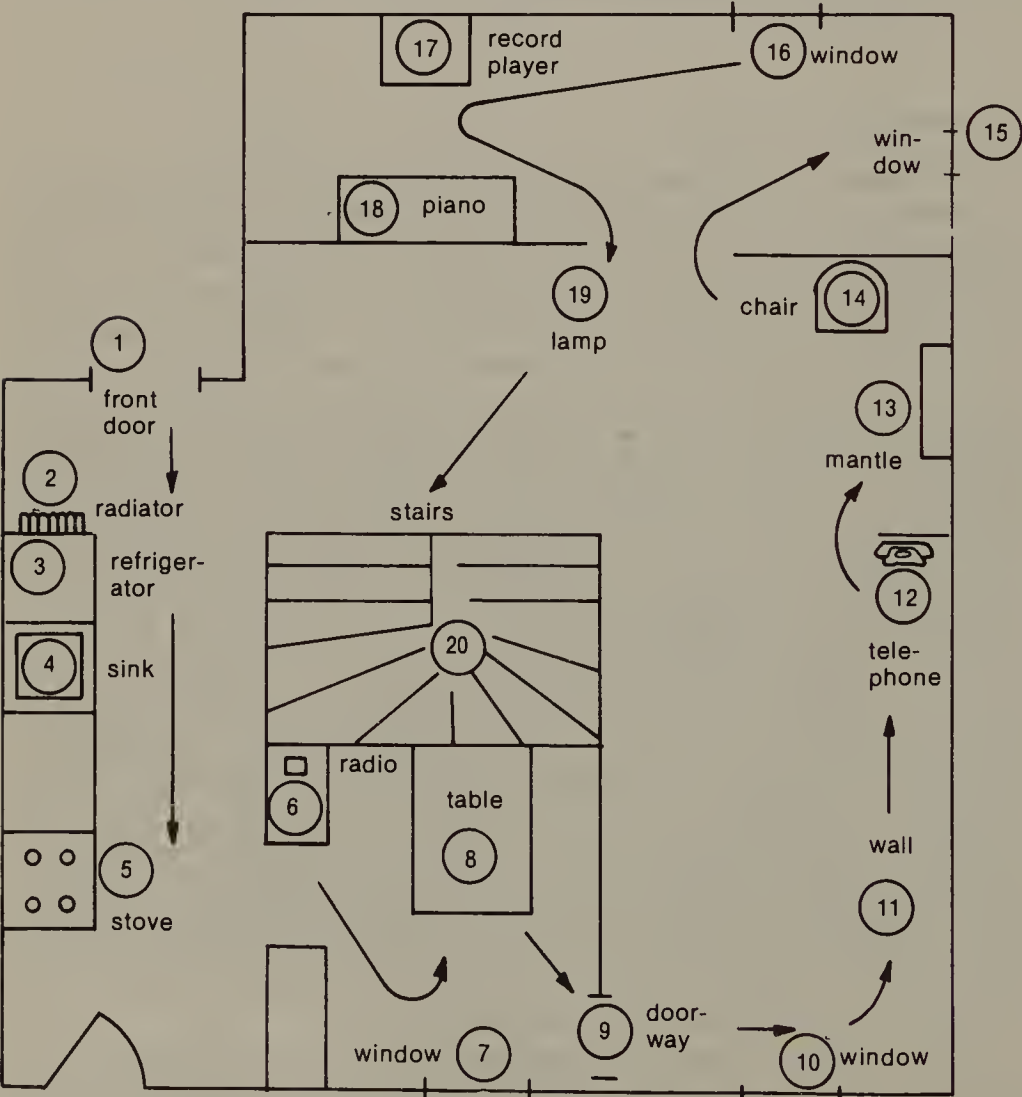 1
front
door
2
radiator
3
refriger-
ator
4
sink
5
stove
6
radio
window 7
8
table
9
door-
way
10 window
11
wall
12
tele-
phone
13
mantle
14
chair
15
win-
dow
16 window
17
record
player
18 piano
19
lamp
20
stairs